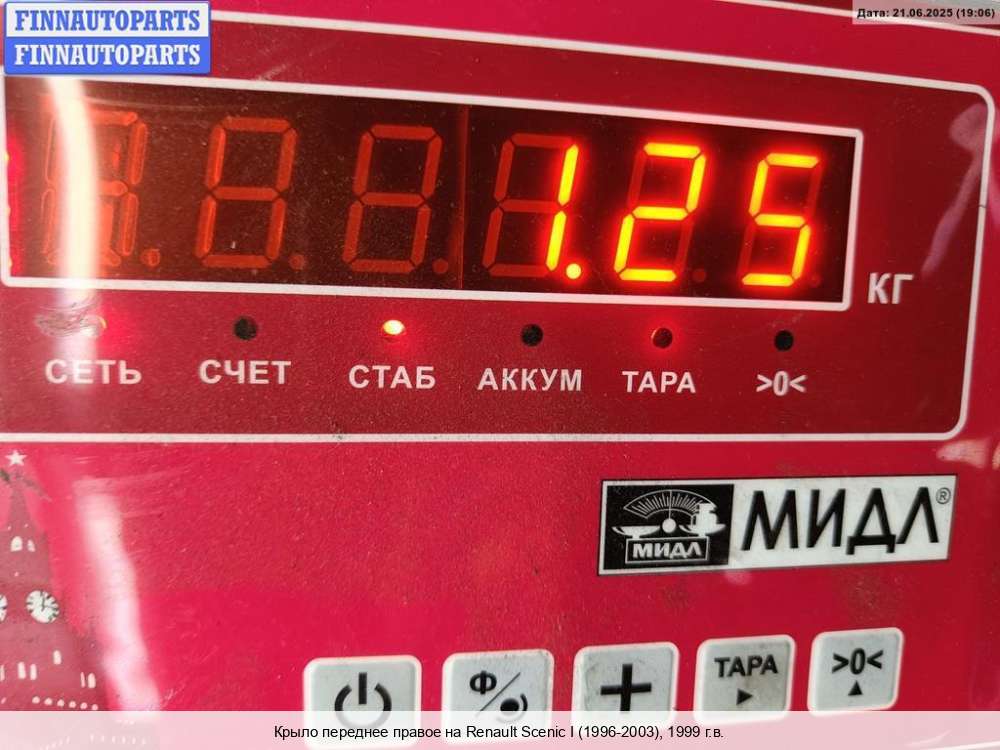 FINNAUTOPARTS
FINNAUTOPARTS
Дата: 21.06.2025 (19:06)
1.25
КГ
СЕТЬ СЧЕТ СТАБ АККУМ ТАРА >0<
МИДЛ
МИДЛ®
Ф + ТАРА >0<
Крыло переднее правое на Renault Scenic I (1996-2003), 1999 г.в.